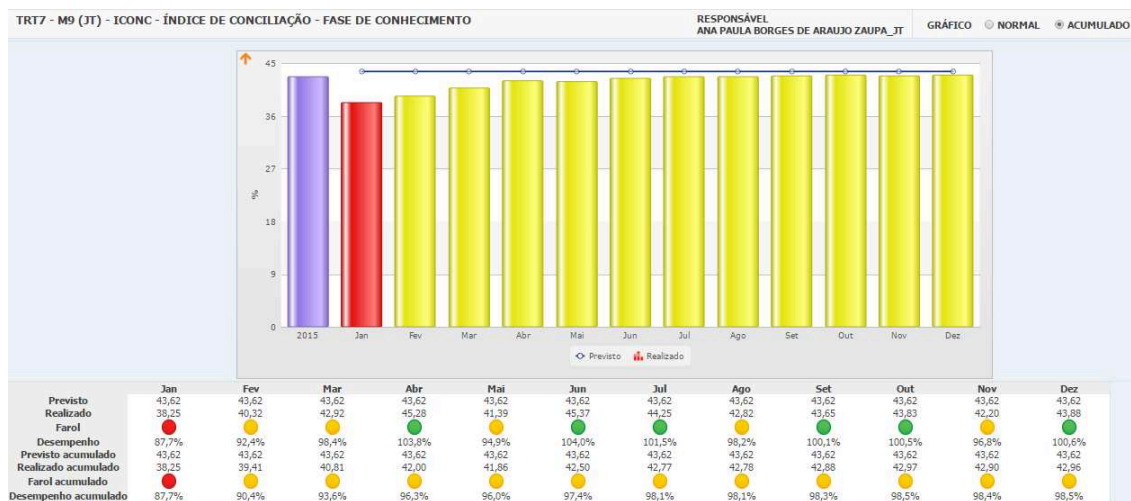 TRT7 - M9 (JT) - ICONC - ÍNDICE DE CONCILIAÇÃO - FASE DE CONHECIMENTO
RESPONSÁVEL
ANA PAULA BORGES DE ARAUJO ZAUPA_JT
GRÁFICO NORMAL ACUMULADO
45
36
27
18
9
0
%
2015 Jan Fev Mar Abr Mai Jun Jul Ago Set Out Nov Dez
Previsto Realizado
Jan Fev Mar Abr Mai Jun Jul Ago Set Out Nov Dez
Previsto 43,62 43,62 43,62 43,62 43,62 43,62 43,62 43,62 43,62 43,62 43,62 43,62
Realizado 38,25 40,32 42,92 45,28 41,39 45,37 44,25 42,82 43,65 43,83 42,20 43,88
Farol
Desempenho 87,7% 92,4% 98,4% 103,8% 94,9% 104,0% 101,5% 98,2% 100,1% 100,5% 96,8% 100,6%
Previsto acumulado 43,62 43,62 43,62 43,62 43,62 43,62 43,62 43,62 43,62 43,62 43,62 43,62
Realizado acumulado 38,25 39,41 40,81 42,00 41,86 42,50 42,77 42,78 42,88 42,97 42,90 42,96
Farol acumulado
Desempenho acumulado 87,7% 90,4% 93,6% 96,3% 96,0% 97,4% 98,1% 98,1% 98,3% 98,5% 98,4% 98,5%